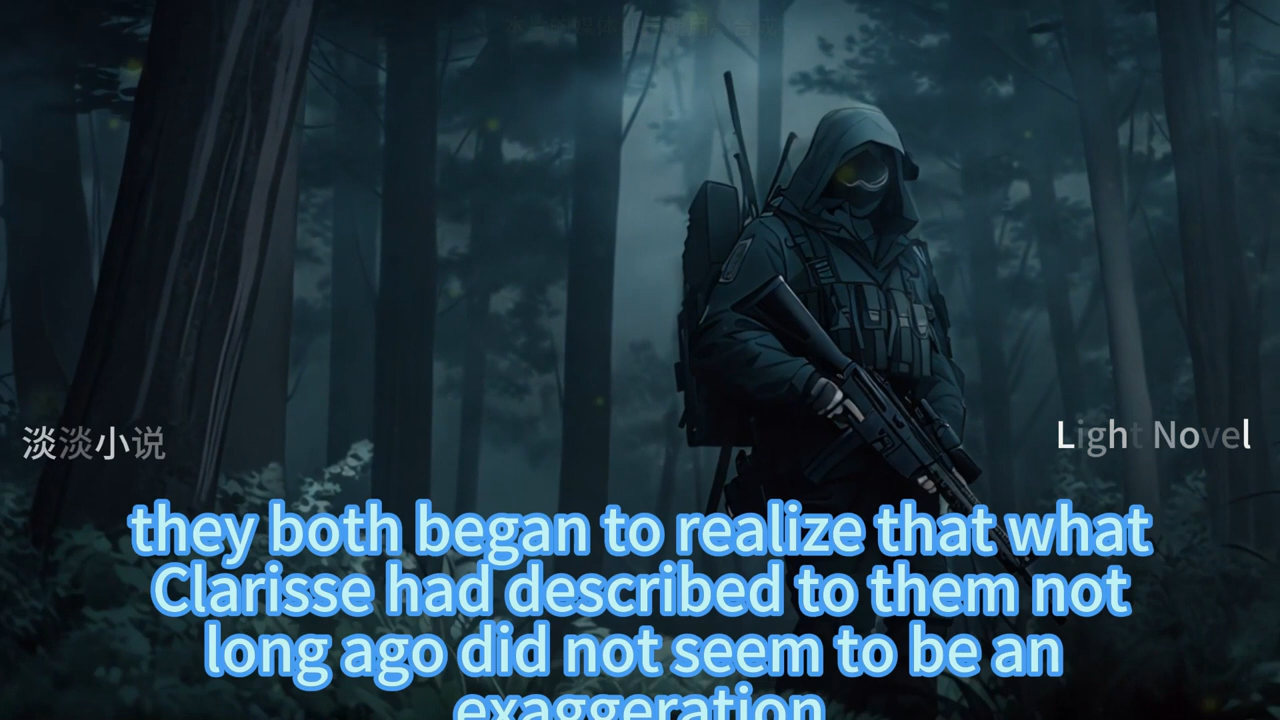 淡淡小说
Light Novel
they both began to realize that what
Clarisse had described to them not
long ago did not seem to be an
exaggeration